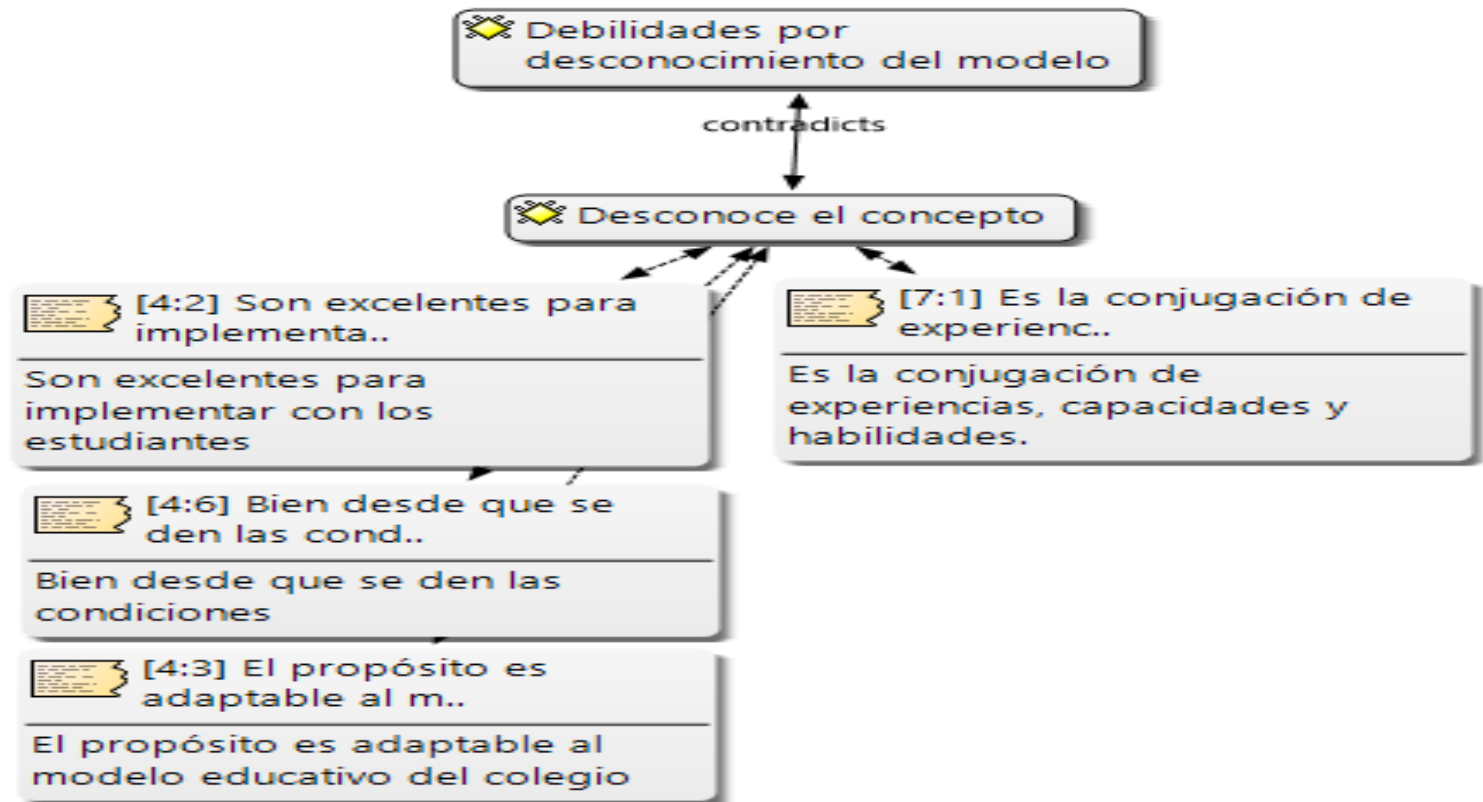 Debilidades por
desconocimiento del modelo
contradicts
Desconoce el concepto
[4:2] Son excelentes para
implementa..
Son excelentes para
implementar con los
estudiantes
[7:1] Es la conjugación de
experienc..
Es la conjugación de
experiencias, capacidades y
habilidades.
[4:6] Bien desde que se
den las cond..
Bien desde que se den las
condiciones
[4:3] El propósito es
adaptable al m..
El propósito es adaptable al
modelo educativo del colegio